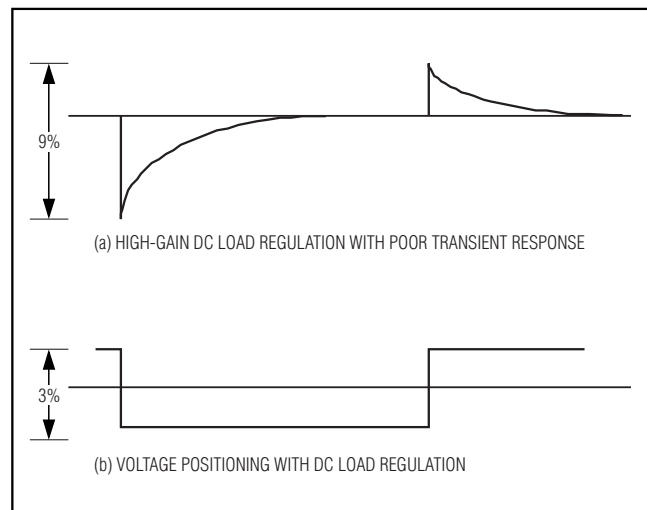 9%
(a) HIGH-GAIN DC LOAD REGULATION WITH POOR TRANSIENT RESPONSE
3%
(b) VOLTAGE POSITIONING WITH DC LOAD REGULATION